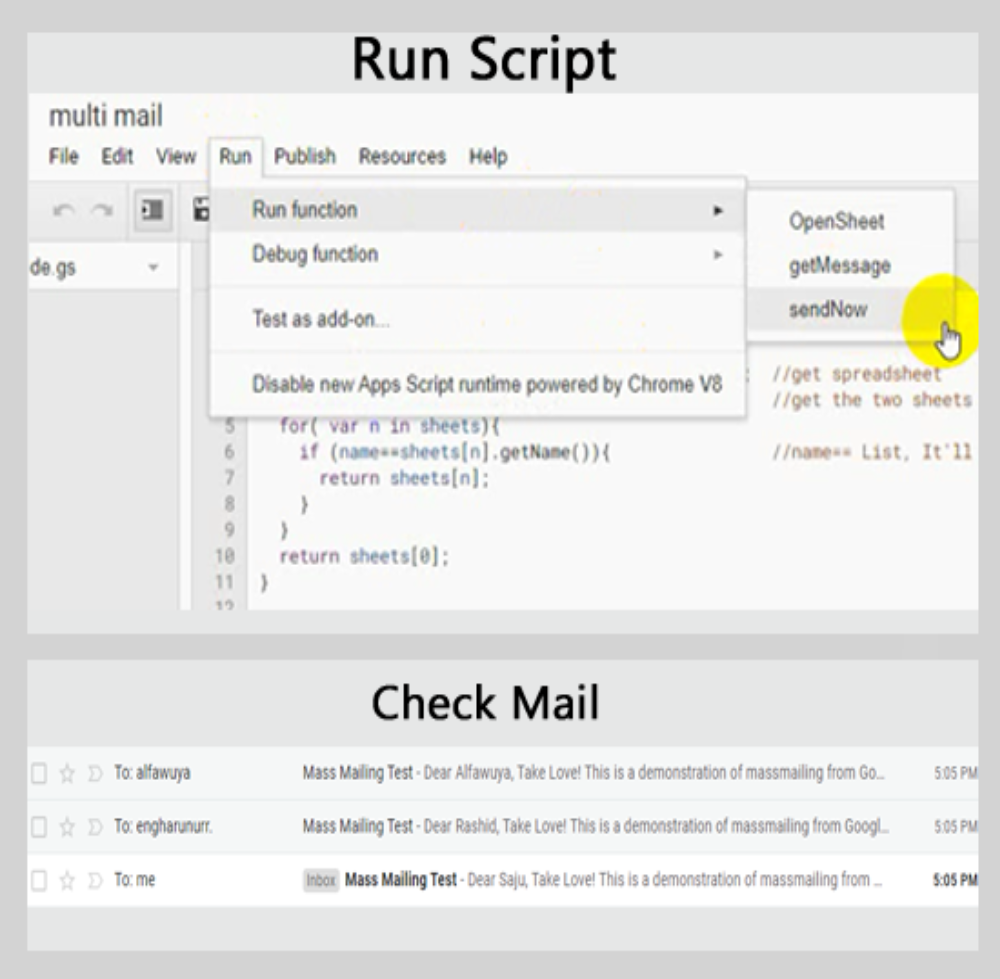 Run Script
multi mail
File Edit View Run Publish Resources Help
Run function
OpenSheet
Debug function
getMessage
de.gs
sendNow
Test as add-on...
Disable new Apps Script runtime powered by Chrome V8
//get spreadsheet
//get the two sheets
5 for( var n in sheets){
6 if (name==sheets[n].getName()){ //name== List, It'll
7 return sheets[n];
8 }
9 }
10 return sheets[0];
11 }
12
Check Mail
To: alfawuya Mass Mailing Test - Dear Alfawuya, Take Love! This is a demonstration of massmailing from Go... 5:05 PM
To: engharunurr. Mass Mailing Test - Dear Rashid, Take Love! This is a demonstration of massmailing from Googl... 5:05 PM
To: me Inbox Mass Mailing Test - Dear Saju, Take Love! This is a demonstration of massmailing from ... 5:05 PM